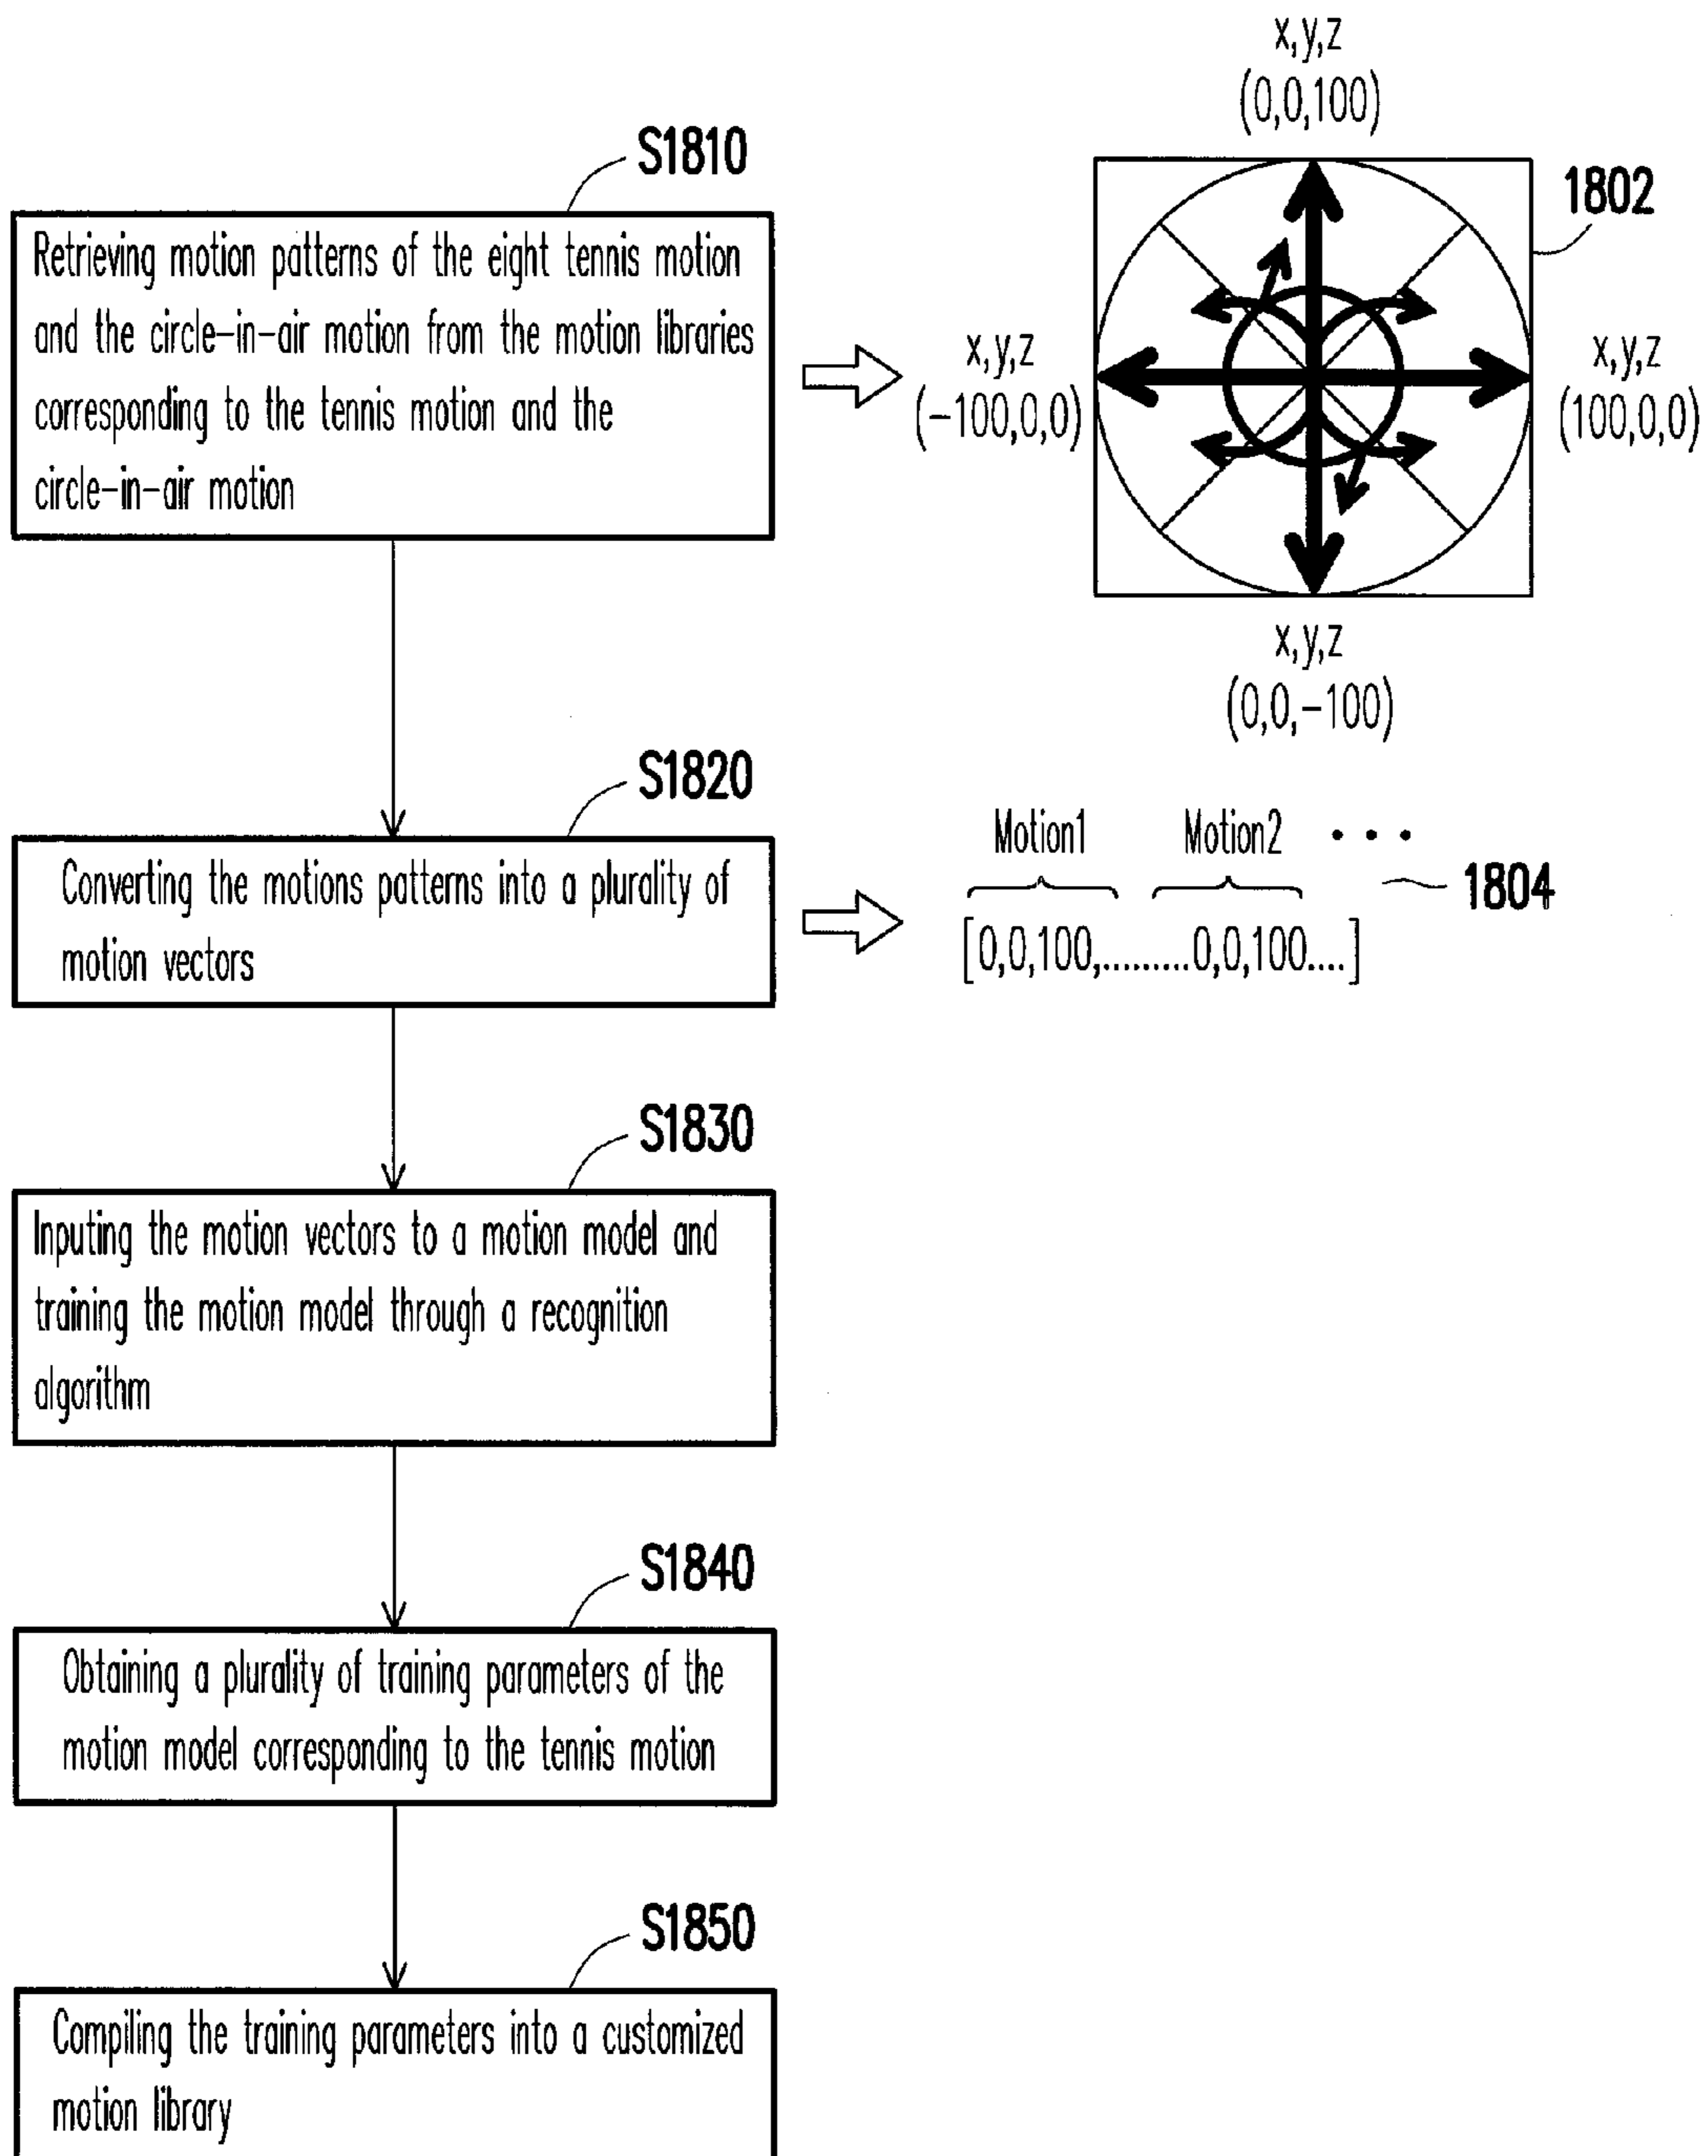 S1810
Retrieving motion patterns of the eight tennis motion
and the circle-in-air motion from the motion libraries
corresponding to the tennis motion and the
circle-in-air motion
x,y,z
(0,0,100)
1802
x,y,z
(-100,0,0)
x,y,z
(100,0,0)
x,y,z
(0,0,-100)
S1820
Converting the motions patterns into a plurality of
motion vectors
Motion1 Motion2 • • •
1804
[0,0,100,.........0,0,100....]
S1830
Inputing the motion vectors to a motion model and
training the motion model through a recognition
algorithm
S1840
Obtaining a plurality of training parameters of the
motion model corresponding to the tennis motion
S1850
Compiling the training parameters into a customized
motion library